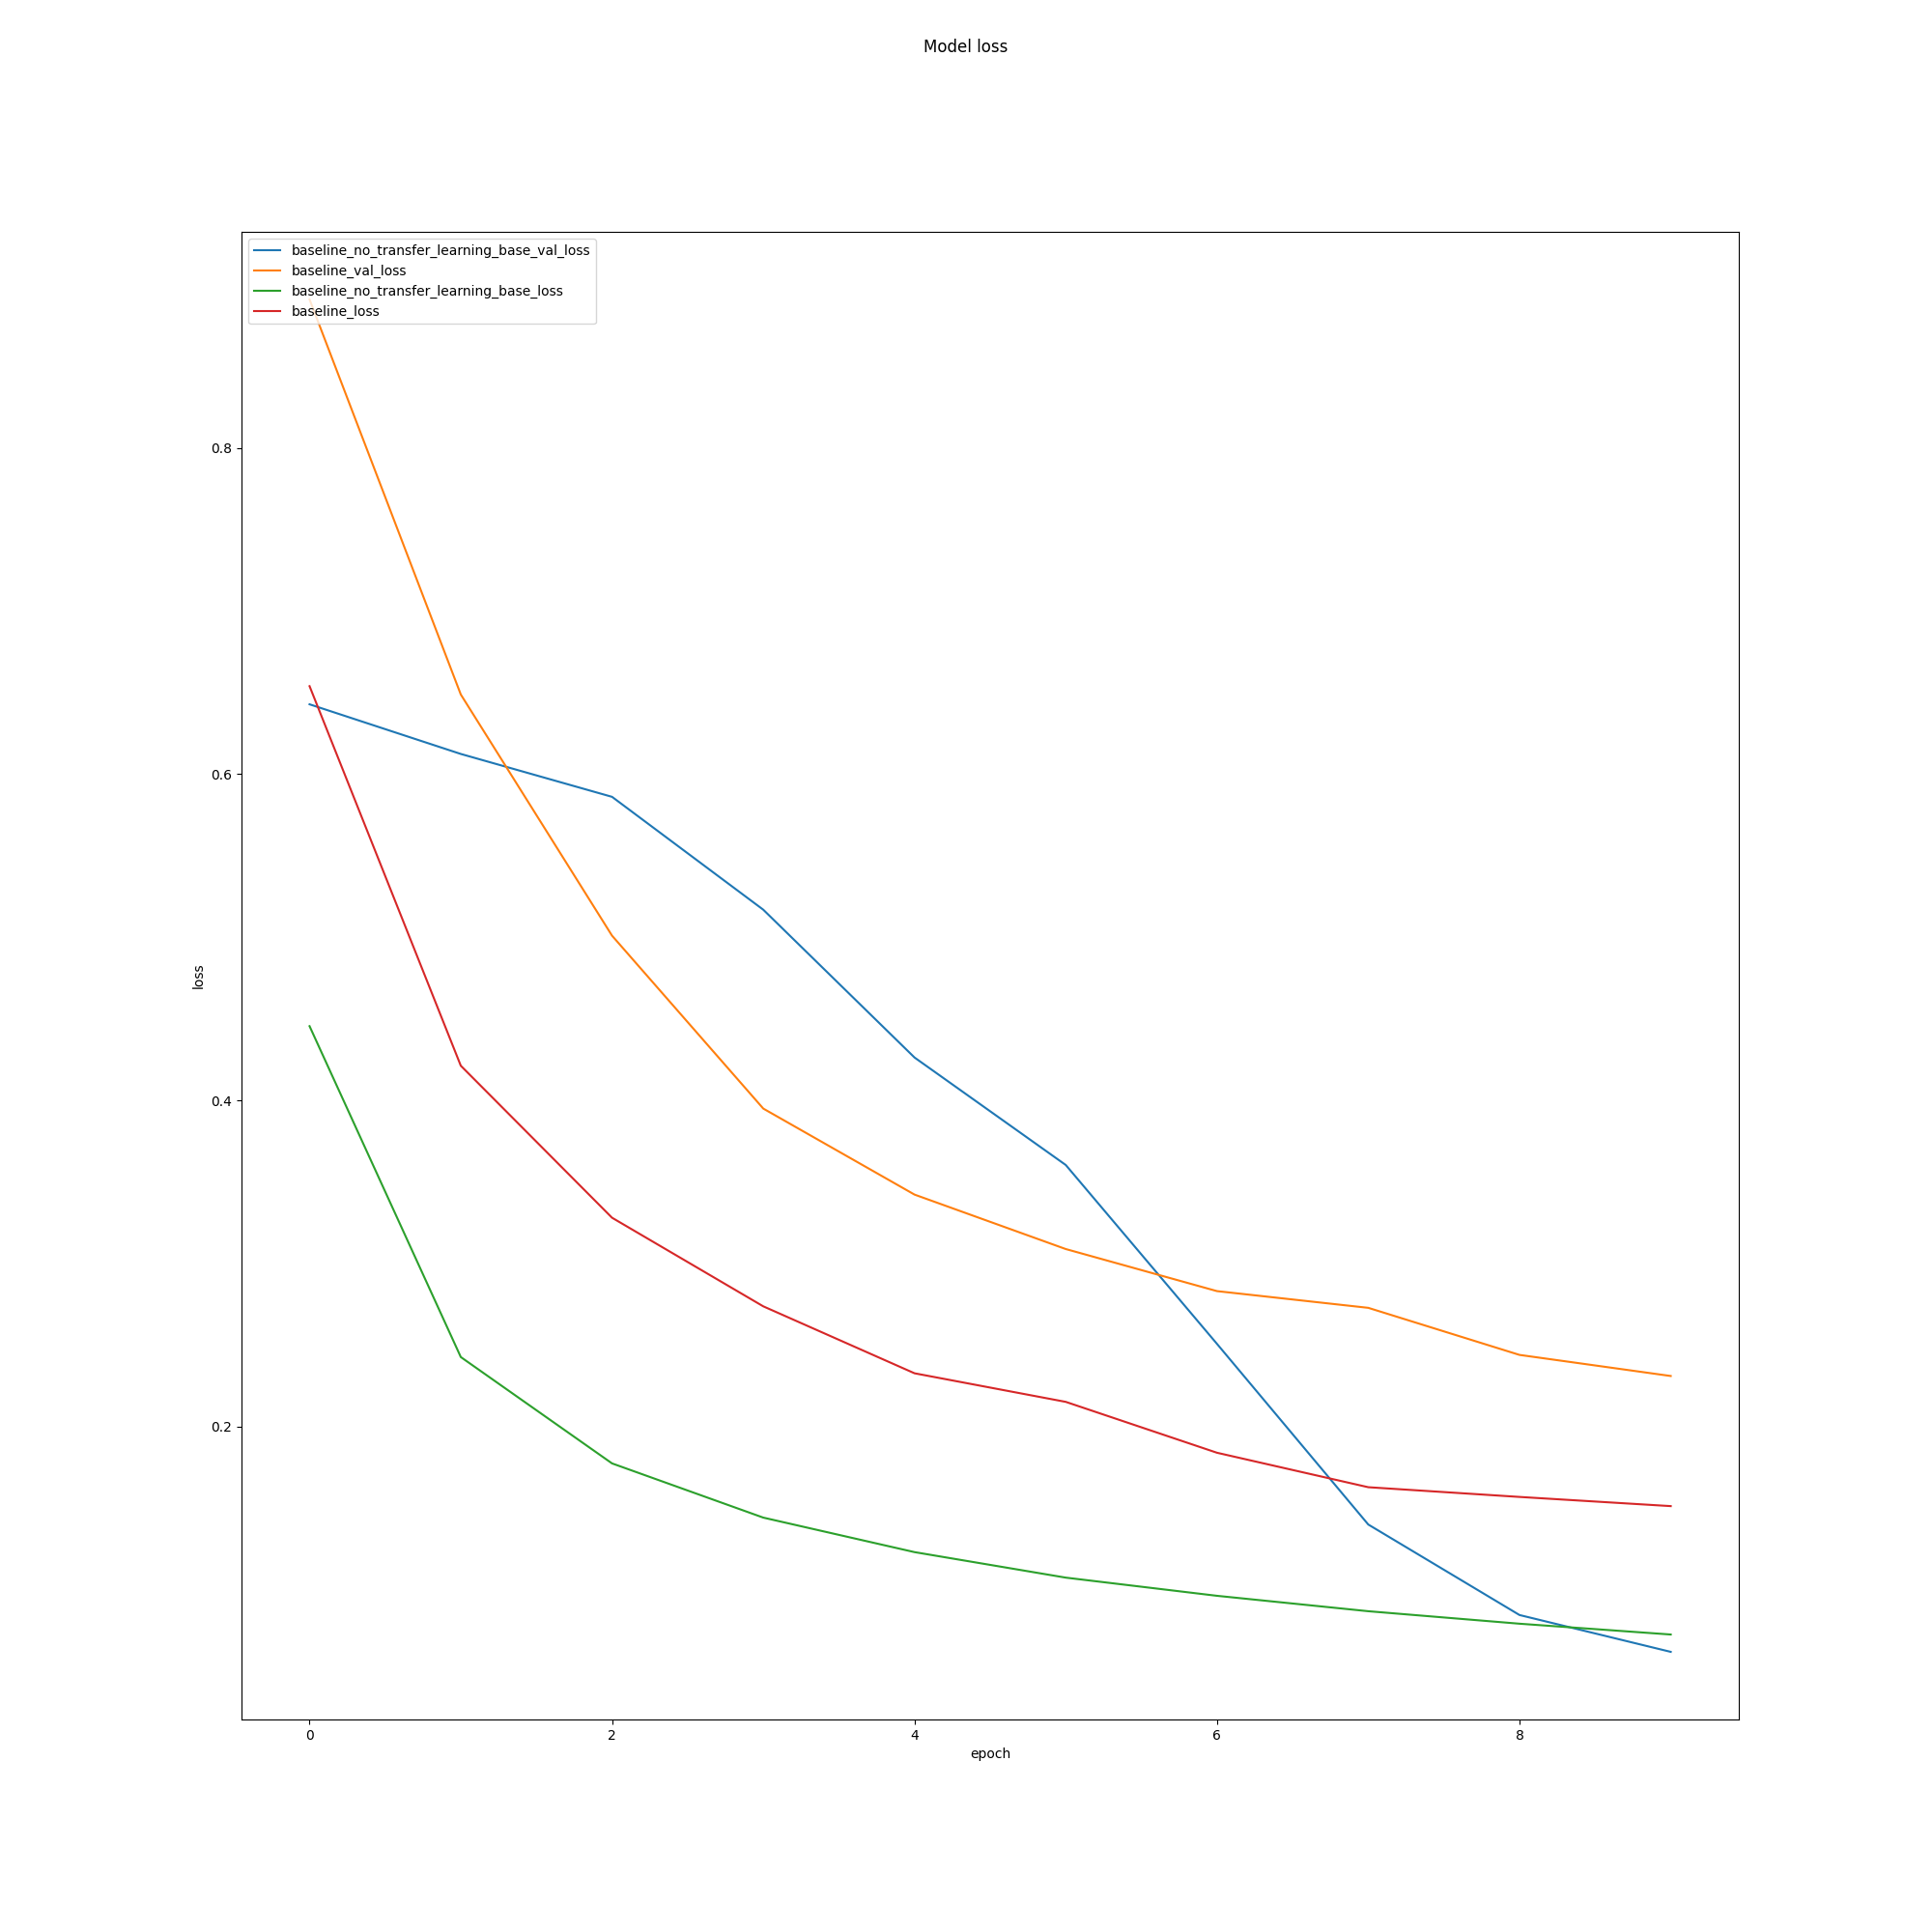 Model loss
baseline_no_transfer_learning_base_val_loss
baseline_val_loss
baseline_no_transfer_learning_base_loss
baseline_loss
0.8
0.6
0.4
0.2
loss
0 2 4 6 8
epoch